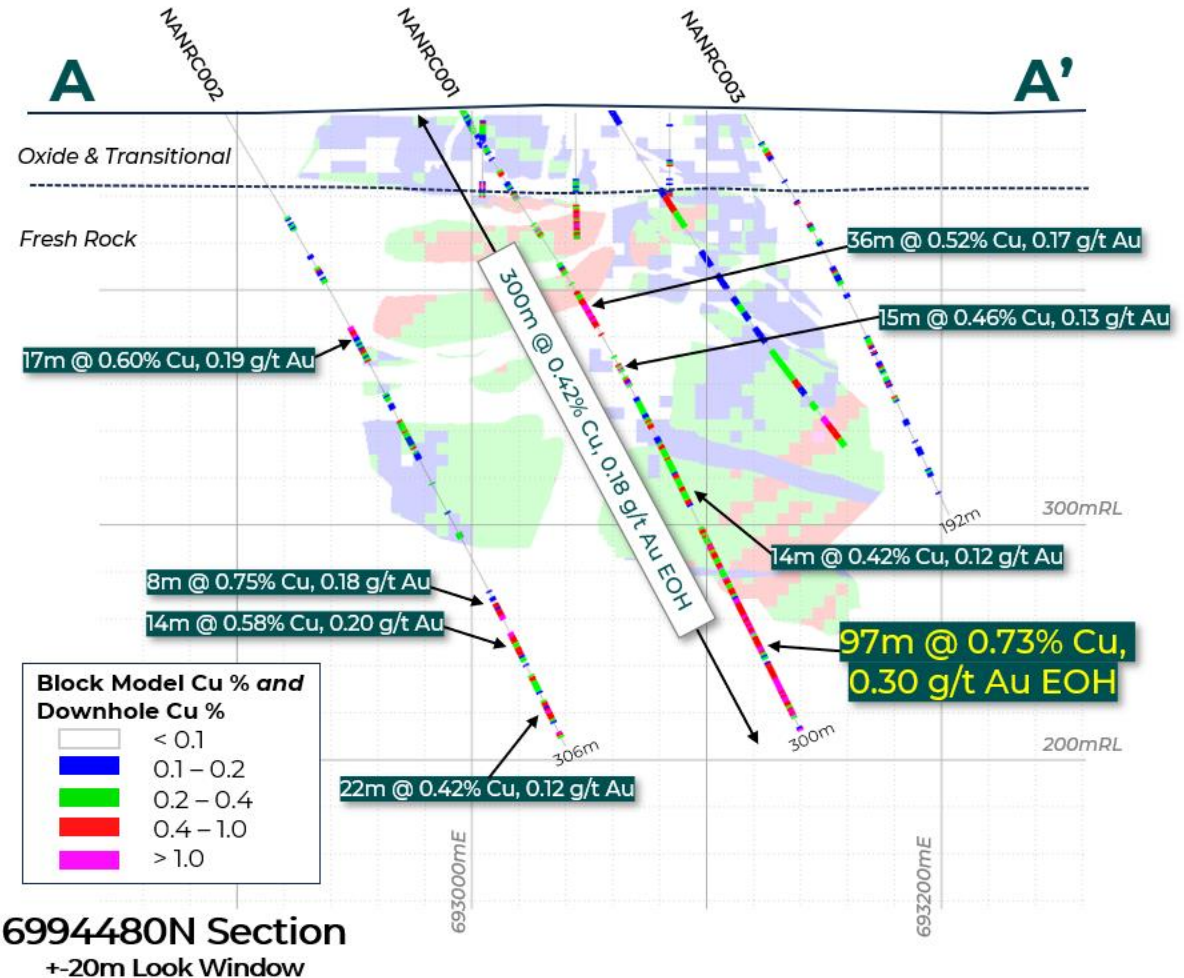 NANRC002
NANRC001
NANRC003
A
A’
Oxide & Transitional
Fresh Rock
36m @ 0.52% Cu, 0.17 g/t Au
15m @ 0.46% Cu, 0.13 g/t Au
17m @ 0.60% Cu, 0.19 g/t Au
300m @ 0.42% Cu, 0.18 g/t Au EOH
300mRL
192m
14m @ 0.42% Cu, 0.12 g/t Au
8m @ 0.75% Cu, 0.18 g/t Au
14m @ 0.58% Cu, 0.20 g/t Au
97m @ 0.73% Cu,
0.30 g/t Au EOH
Block Model Cu % and
Downhole Cu %
< 0.1
0.1 – 0.2
0.2 – 0.4
0.4 – 1.0
> 1.0
306m
300m
200mRL
22m @ 0.42% Cu, 0.12 g/t Au
693000mE
693200mE
6994480N Section
+-20m Look Window